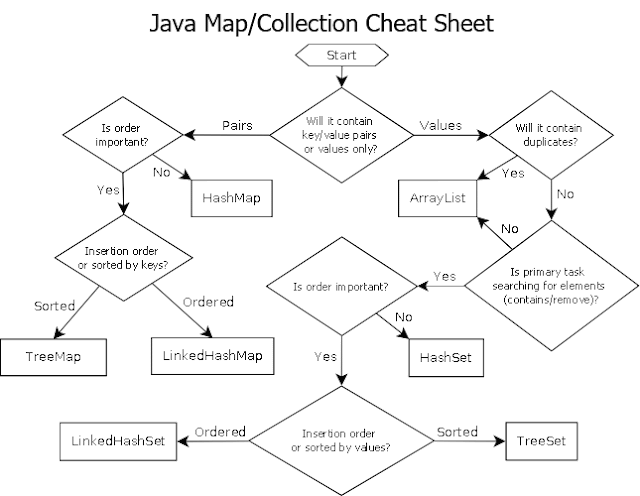 Java Map/Collection Cheat Sheet
Start
Is order
important?
Pairs
Will it contain
key/value pairs
or values only?
Values
Will it contain
duplicates?
No
HashMap
Yes
ArrayList
Yes
No
No
Insertion order
or sorted by keys?
Is order important?
Yes
Is primary task
searching for elements
(contains/remove)?
Sorted
Ordered
No
TreeMap
LinkedHashMap
Yes
HashSet
LinkedHashSet
Ordered
Insertion order
or sorted by values?
Sorted
TreeSet